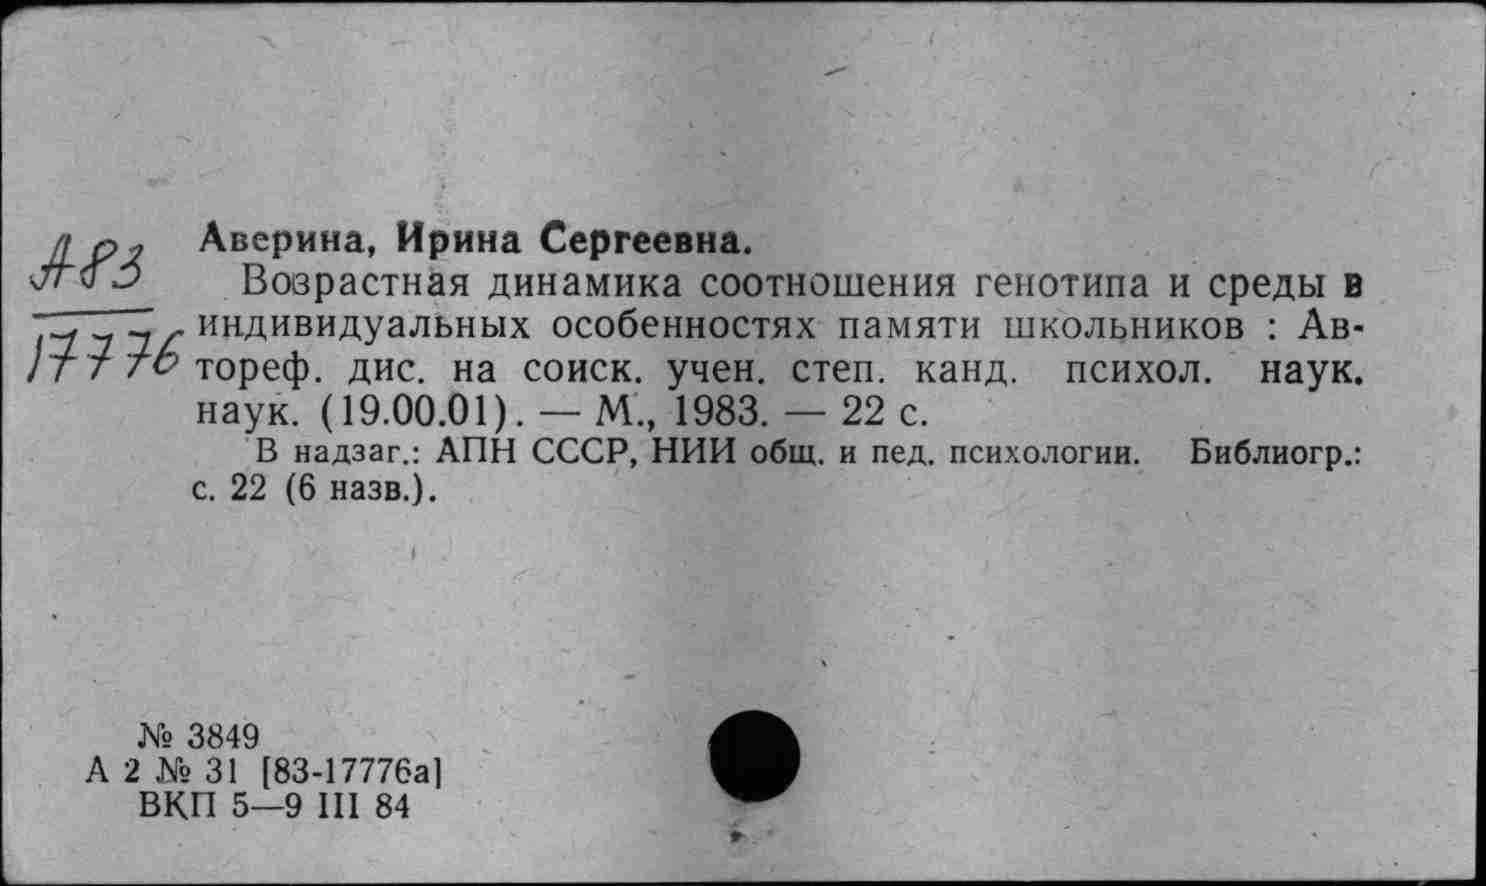 А83
17776
Аверина, Ирина Сергеевна.
Возрастная динамика соотношения генотипа и среды в
индивидуальных особенностях памяти школьников : Ав-
тореф. дис. на соиск. учен. степ. канд. психол. наук.
наук. (19.00.01). — М., 1983. — 22 с.
В надзаг.: АПН СССР, НИИ общ. и пед. психологии. Библиогр.:
с. 22 (6 назв.).
№ 3849
А 2 № 31 [83-17776а]
ВКП 5—9 III 84